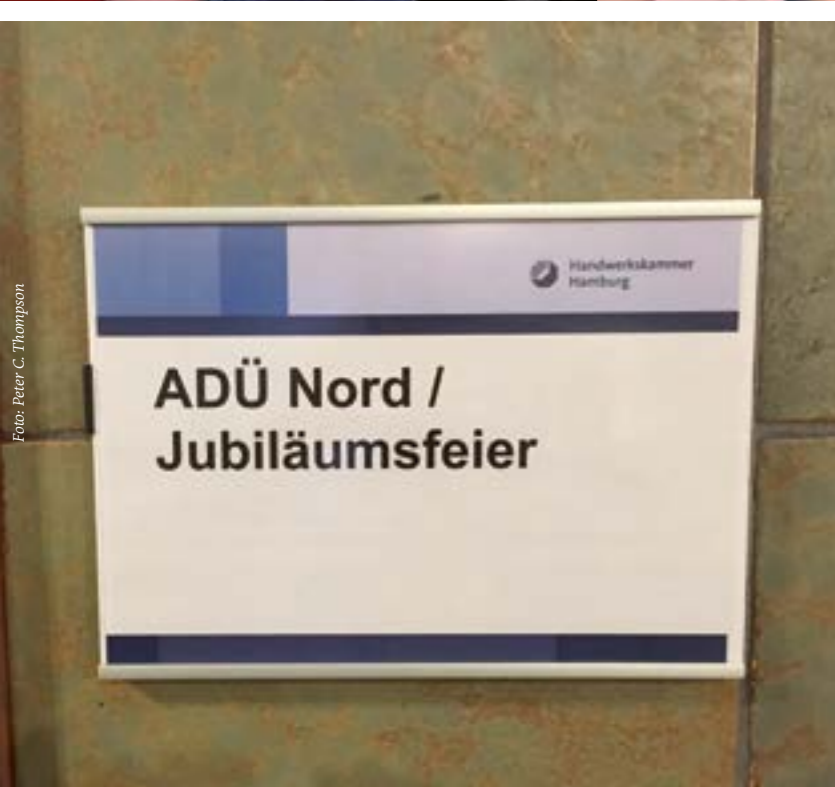 Handwerkskammer
Hamburg
ADÜ Nord /
Jubiläumsfeier
Foto: Peter C. Thompson